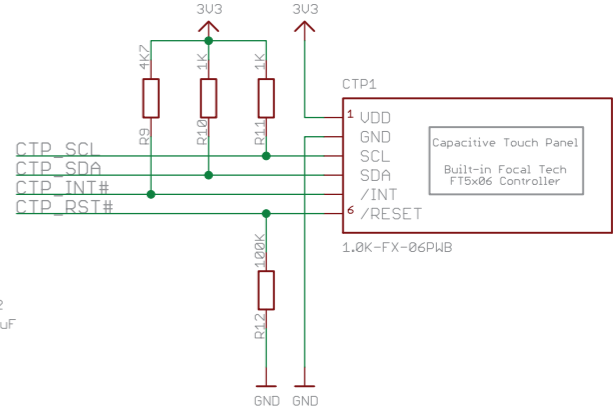 3V3
3V3
4K7
1K
1K
R9
R10
R11
CTP1
1 VDD
GND
SCL
SDA
/INT
6 /RESET
Capacitive Touch Panel
Built-in Focal Tech
FT5x06 Controller
1.0K-FX-06PWB
CTP_SCL
CTP_SDA
CTP_INT#
CTP_RST#
100K
R12
2
uF
GND
GND